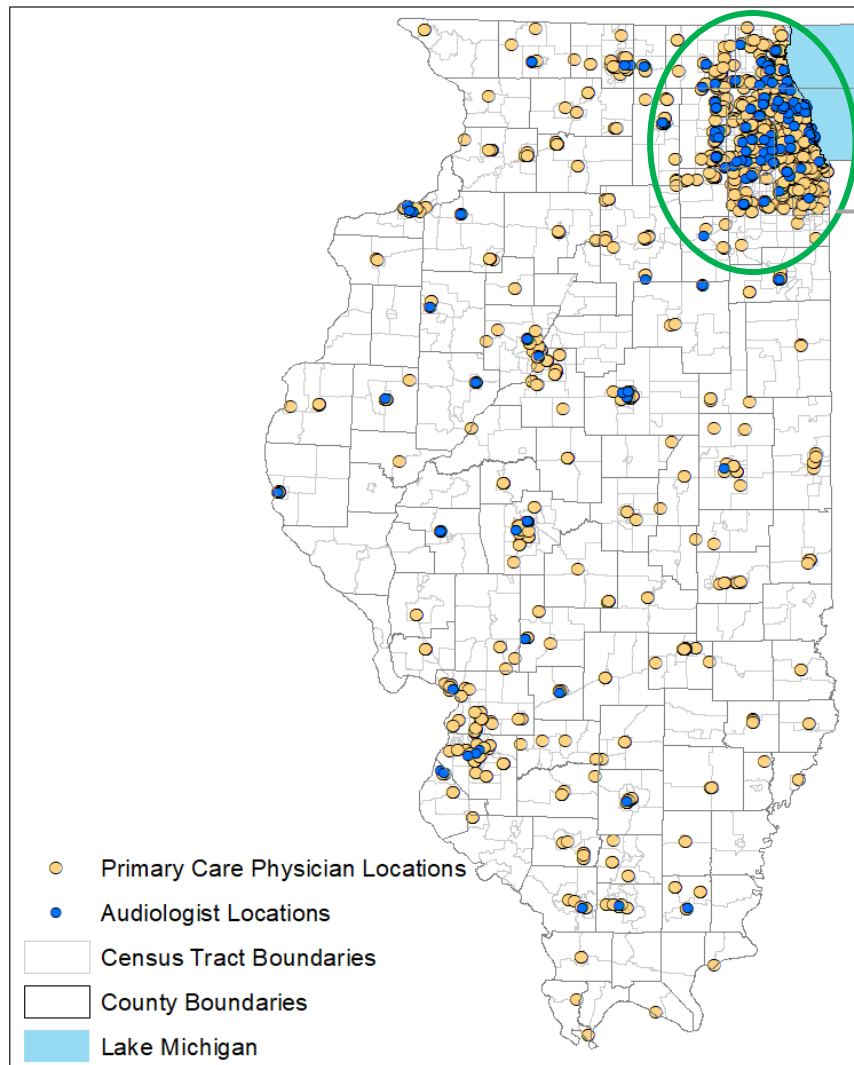 Primary Care Physician Locations
Audiologist Locations
Census Tract Boundaries
County Boundaries
Lake Michigan